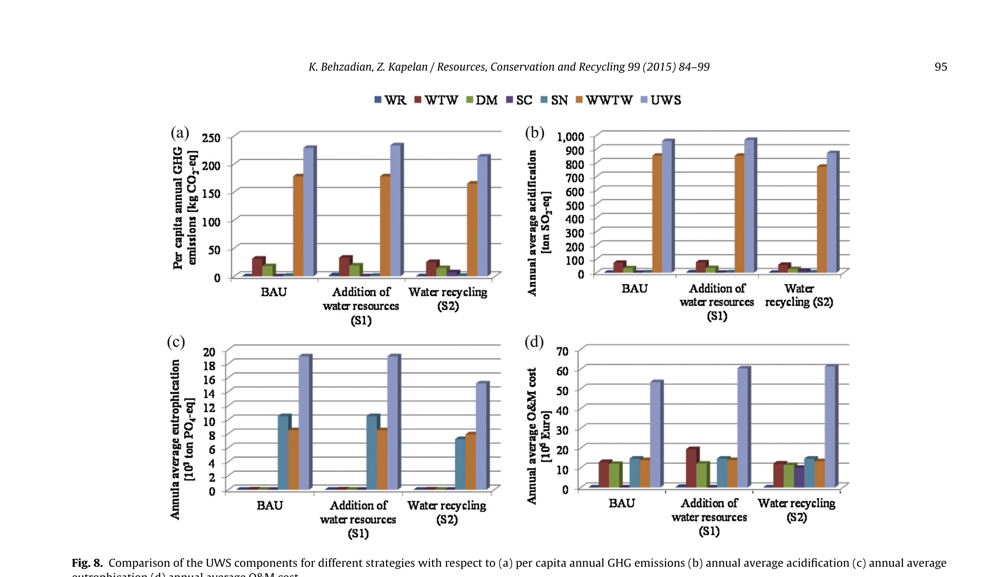 K. Behzadian, Z. Kapelan / Resources, Conservation and Recycling 99 (2015) 84–99
95
WR WTW DM SC SN WWTW UWS
(a)
Per capita annual GHG
emissions [kg CO2-eq]
250
200
150
100
50
0
BAU
Addition of
water resources
(S1)
Water recycling
(S2)
(b)
Annual average acidification
[ton SO2-eq]
1,000
900
800
700
600
500
400
300
200
100
0
BAU
Addition of
water resources
(S1)
Water
recycling (S2)
(c)
Annula average eutrophication
[10³ ton PO4-eq]
20
18
16
14
12
10
8
6
4
2
0
BAU
Addition of
water resources
(S1)
Water recycling
(S2)
(d)
Annual average O&M cost
[10⁶ Euro]
70
60
50
40
30
20
10
0
BAU
Addition of
water resources
(S1)
Water recycling
(S2)
Fig. 8. Comparison of the UWS components for different strategies with respect to (a) per capita annual GHG emissions (b) annual average acidification (c) annual average
eutrophication (d) annual average O&M cost